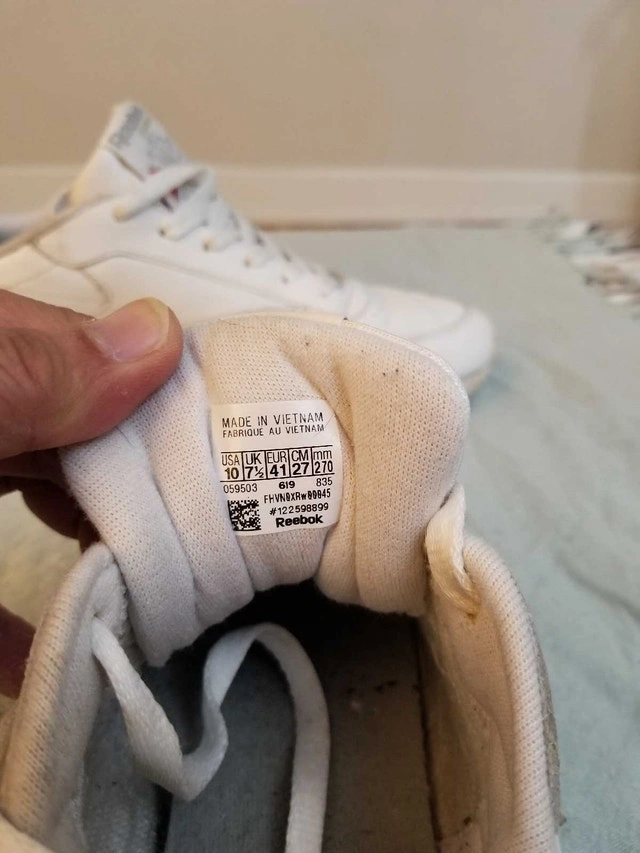 MADE IN VIETNAM
FABRIQUE AU VIETNAM
USA UK EUR CM mm
10 7½ 41 27 270
059503 619 835
#122598899
Reebok